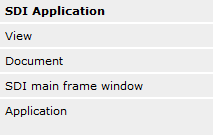 SDI Application
View
Document
SDI main frame window
Application